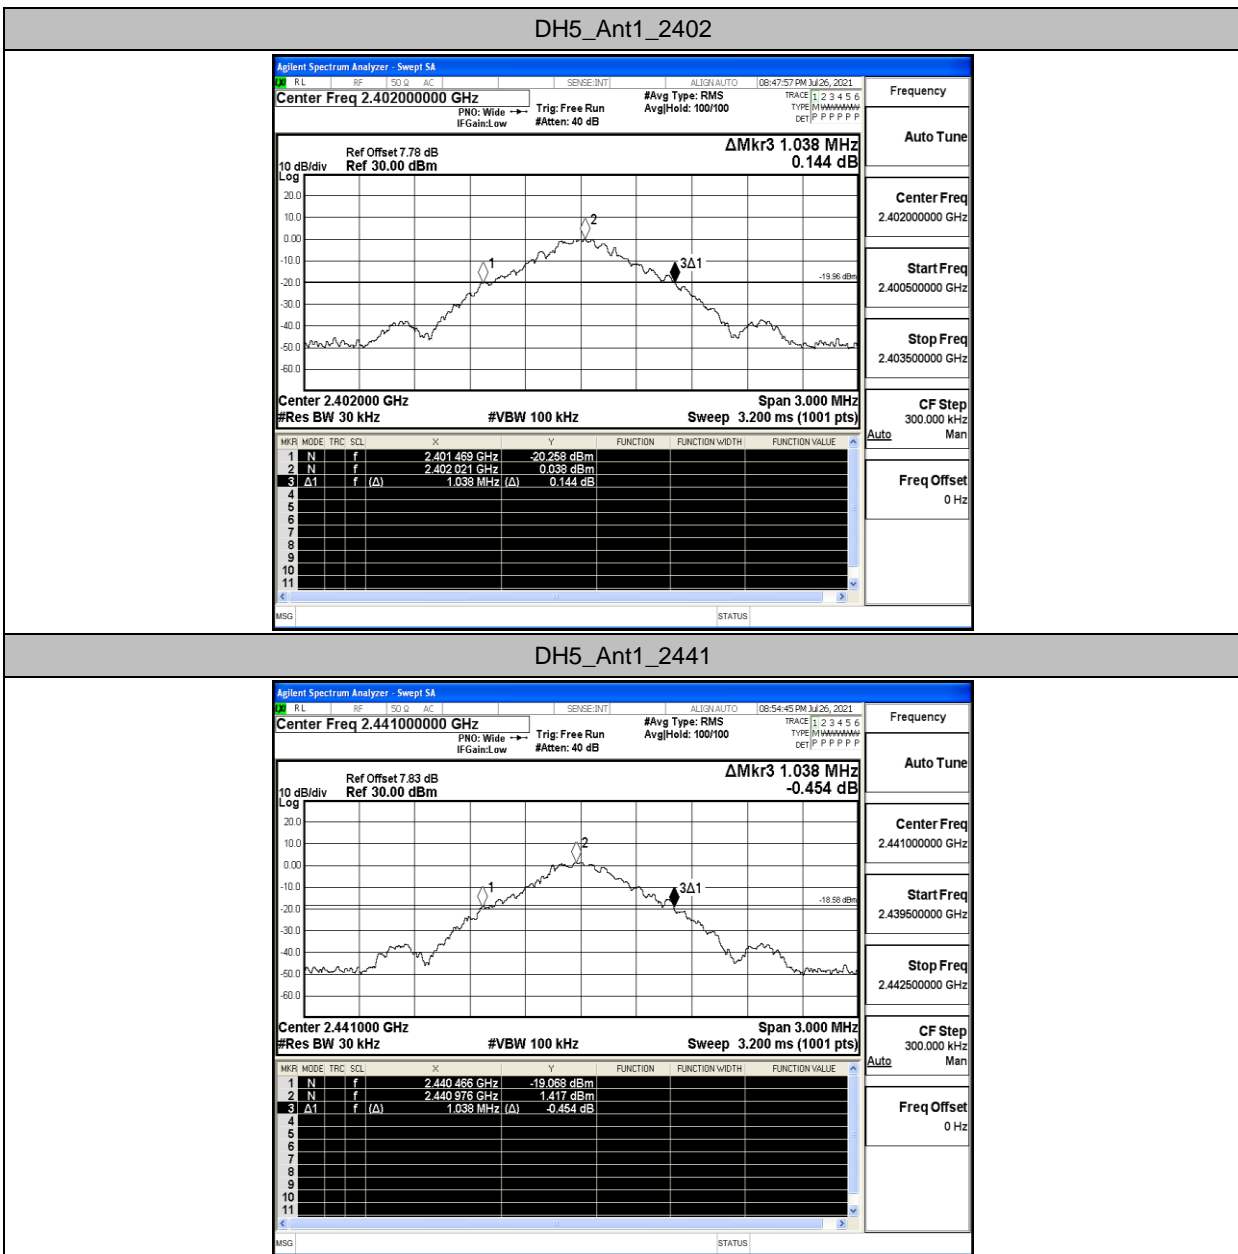 DH5_Ant1_2402
Agilent Spectrum Analyzer - Swept SA
RL RF 50 Ω AC SENSE:INT ALIGN AUTO 08:47:57 PM Jul 26, 2021
Center Freq 2.402000000 GHz
PNO: Wide
IFGain:Low
Trig: Free Run
#Atten: 40 dB
#Avg Type: RMS
Avg|Hold: 100/100
TRACE 1 2 3 4 5 6
TYPE MWWWWW
DET P P P P P P
Frequency
ΔMkr3 1.038 MHz
0.144 dB
Ref Offset 7.78 dB
10 dB/div Ref 30.00 dBm
Log
20.0
10.0
0.00
-10.0
-20.0
-30.0
-40.0
-50.0
-60.0
1
2
3Δ1
-19.96 dBm
Center 2.402000 GHz Span 3.000 MHz
#Res BW 30 kHz #VBW 100 kHz Sweep 3.200 ms (1001 pts)
MKR MODE TRC SCL X Y FUNCTION FUNCTION WIDTH FUNCTION VALUE
1 N f 2.401 469 GHz -20.258 dBm
2 N f 2.402 021 GHz 0.038 dBm
3 Δ1 f (Δ) 1.038 MHz (Δ) 0.144 dB
4
5
6
7
8
9
10
11
MSG STATUS
Auto Tune
Center Freq
2.402000000 GHz
Start Freq
2.400500000 GHz
Stop Freq
2.403500000 GHz
CF Step
300.000 kHz
Auto Man
Freq Offset
0 Hz
DH5_Ant1_2441
Agilent Spectrum Analyzer - Swept SA
RL RF 50 Ω AC SENSE:INT ALIGN AUTO 08:54:45 PM Jul 26, 2021
Center Freq 2.441000000 GHz
PNO: Wide
IFGain:Low
Trig: Free Run
#Atten: 40 dB
#Avg Type: RMS
Avg|Hold: 100/100
TRACE 1 2 3 4 5 6
TYPE MWWWWW
DET P P P P P P
Frequency
ΔMkr3 1.038 MHz
-0.454 dB
Ref Offset 7.83 dB
10 dB/div Ref 30.00 dBm
Log
20.0
10.0
0.00
-10.0
-20.0
-30.0
-40.0
-50.0
-60.0
1
2
3Δ1
-18.58 dBm
Center 2.441000 GHz Span 3.000 MHz
#Res BW 30 kHz #VBW 100 kHz Sweep 3.200 ms (1001 pts)
MKR MODE TRC SCL X Y FUNCTION FUNCTION WIDTH FUNCTION VALUE
1 N f 2.440 466 GHz -19.068 dBm
2 N f 2.440 976 GHz 1.417 dBm
3 Δ1 f (Δ) 1.038 MHz (Δ) -0.454 dB
4
5
6
7
8
9
10
11
MSG STATUS
Auto Tune
Center Freq
2.441000000 GHz
Start Freq
2.439500000 GHz
Stop Freq
2.442500000 GHz
CF Step
300.000 kHz
Auto Man
Freq Offset
0 Hz